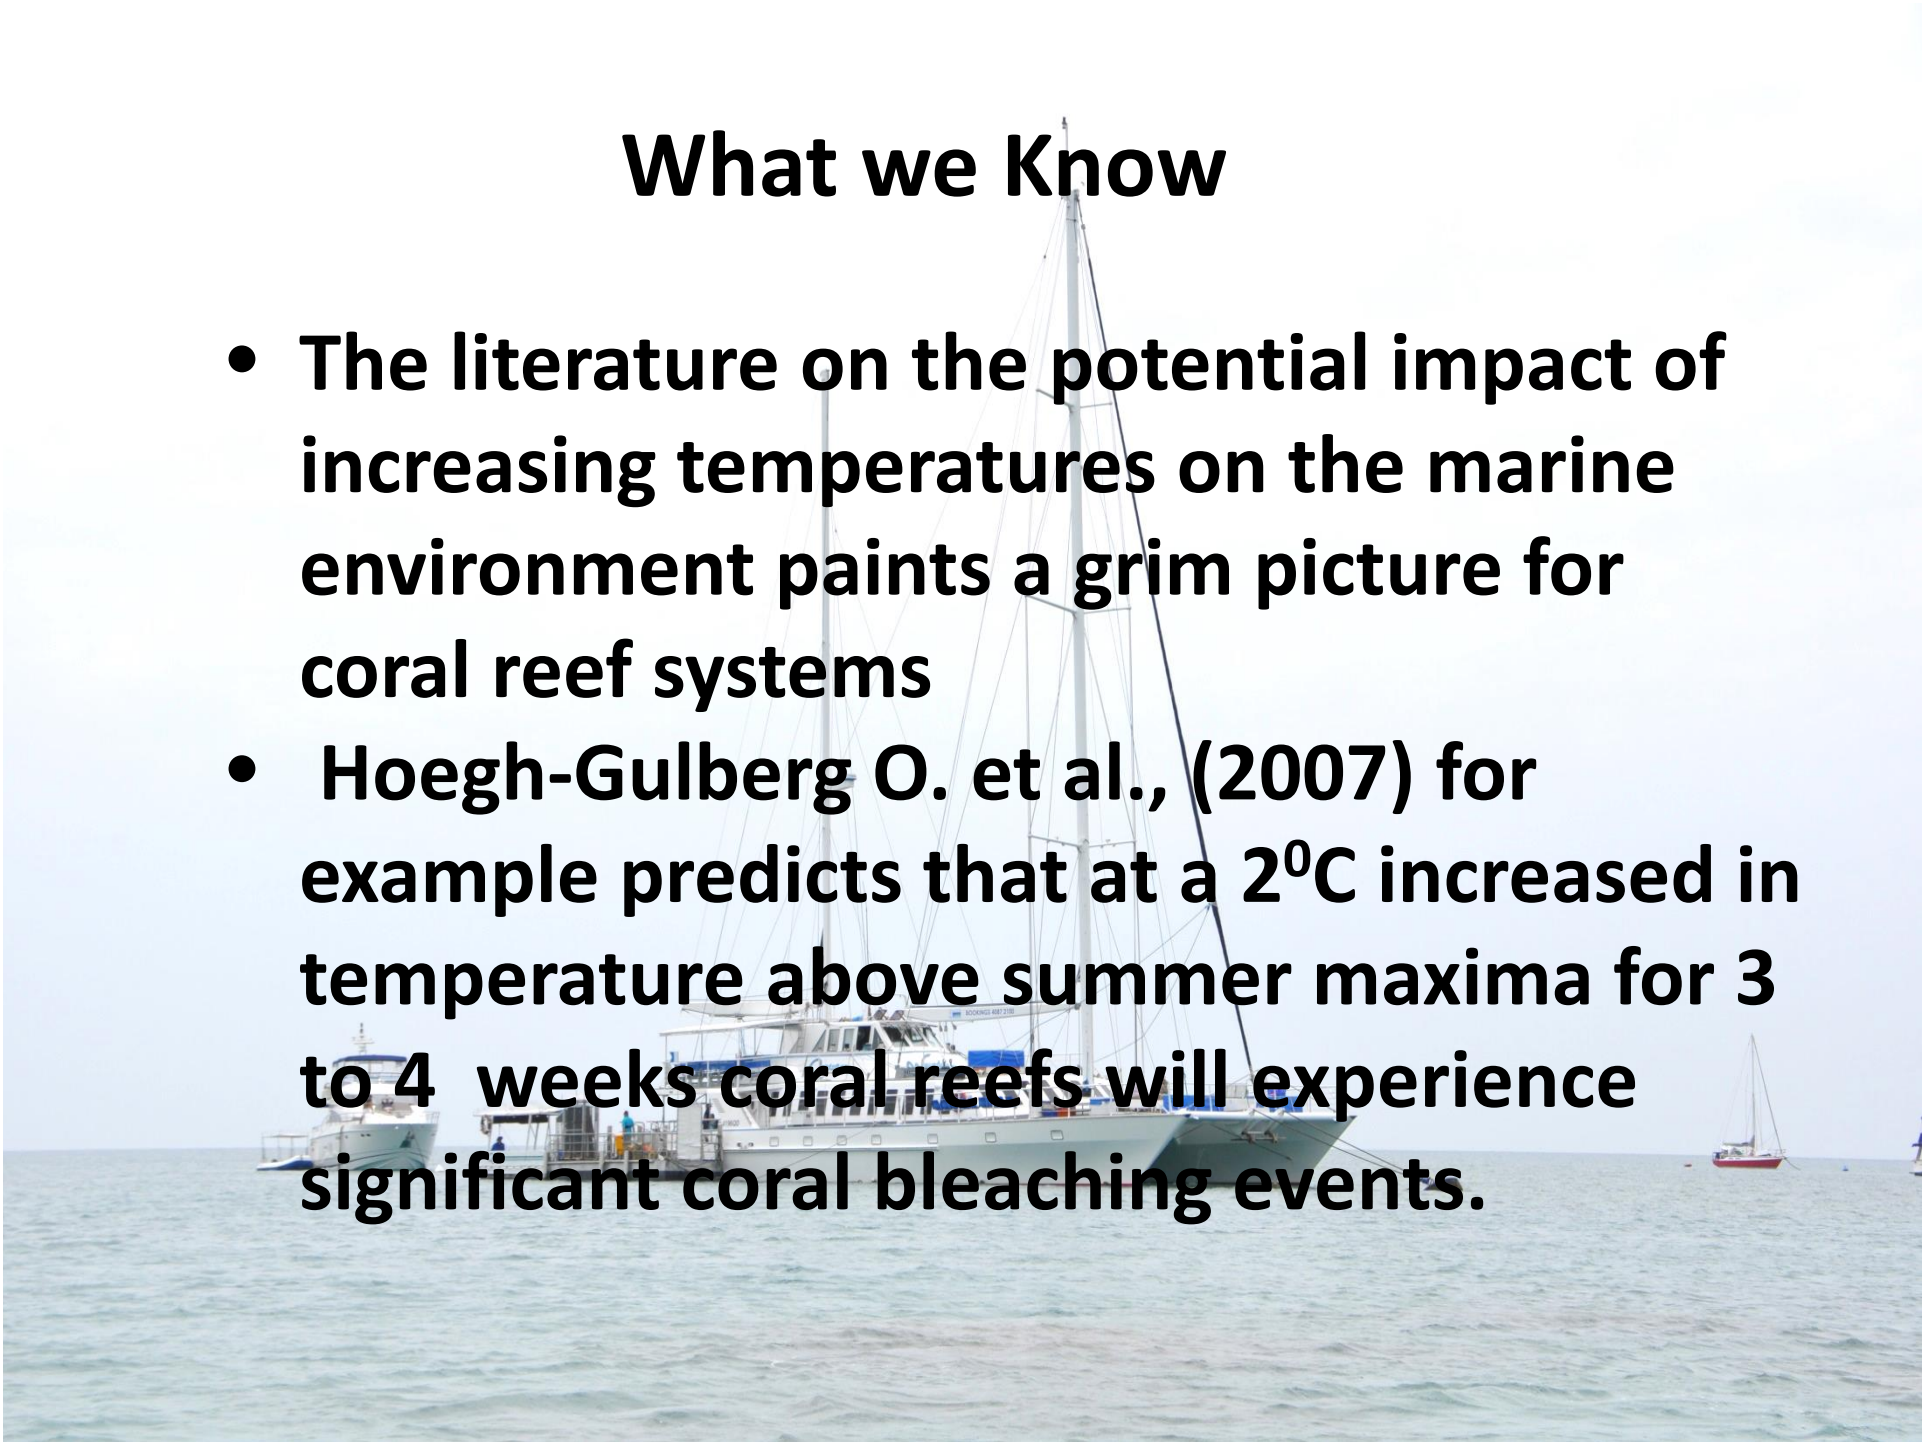 What we Know
• The literature on the potential impact of
increasing temperatures on the marine
environment paints a grim picture for
coral reef systems
• Hoegh-Gulberg O. et al., (2007) for
example predicts that at a 2⁰C increased in
temperature above summer maxima for 3
to 4  weeks coral reefs will experience
significant coral bleaching events.